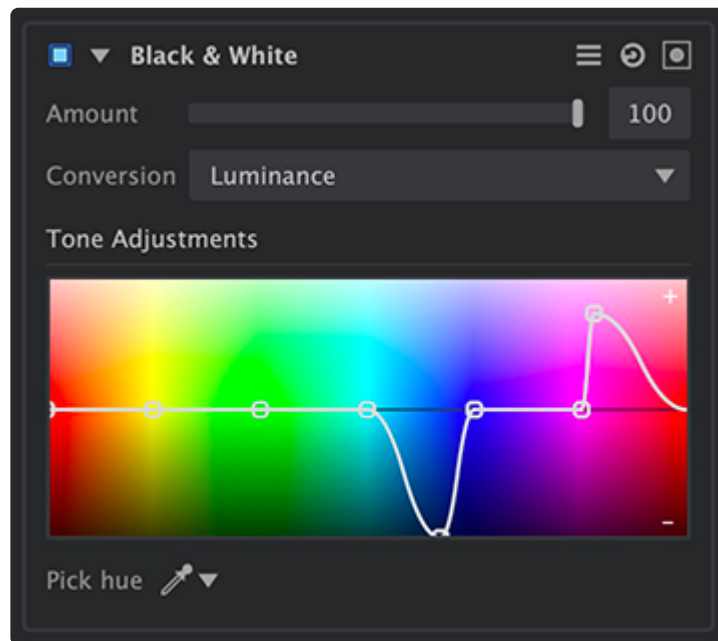 Black & White
Amount 100
Conversion Luminance
Tone Adjustments
+
−
Pick hue